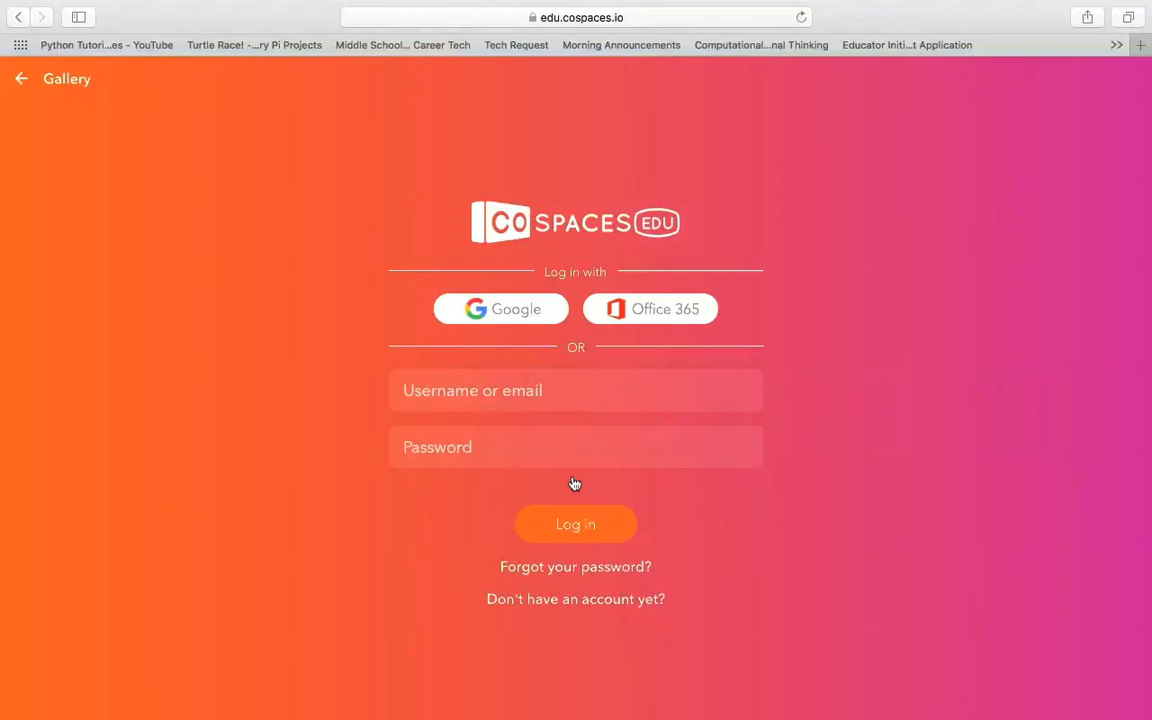 edu.cospaces.io
Python Tutori...es - YouTube Turtle Race! -...ry Pi Projects Middle School... Career Tech Tech Request Morning Announcements Computational...nal Thinking Educator Initi...t Application
Gallery
CO SPACES EDU
Log in with
Google Office 365
OR
Username or email
Password
Log in
Forgot your password?
Don't have an account yet?